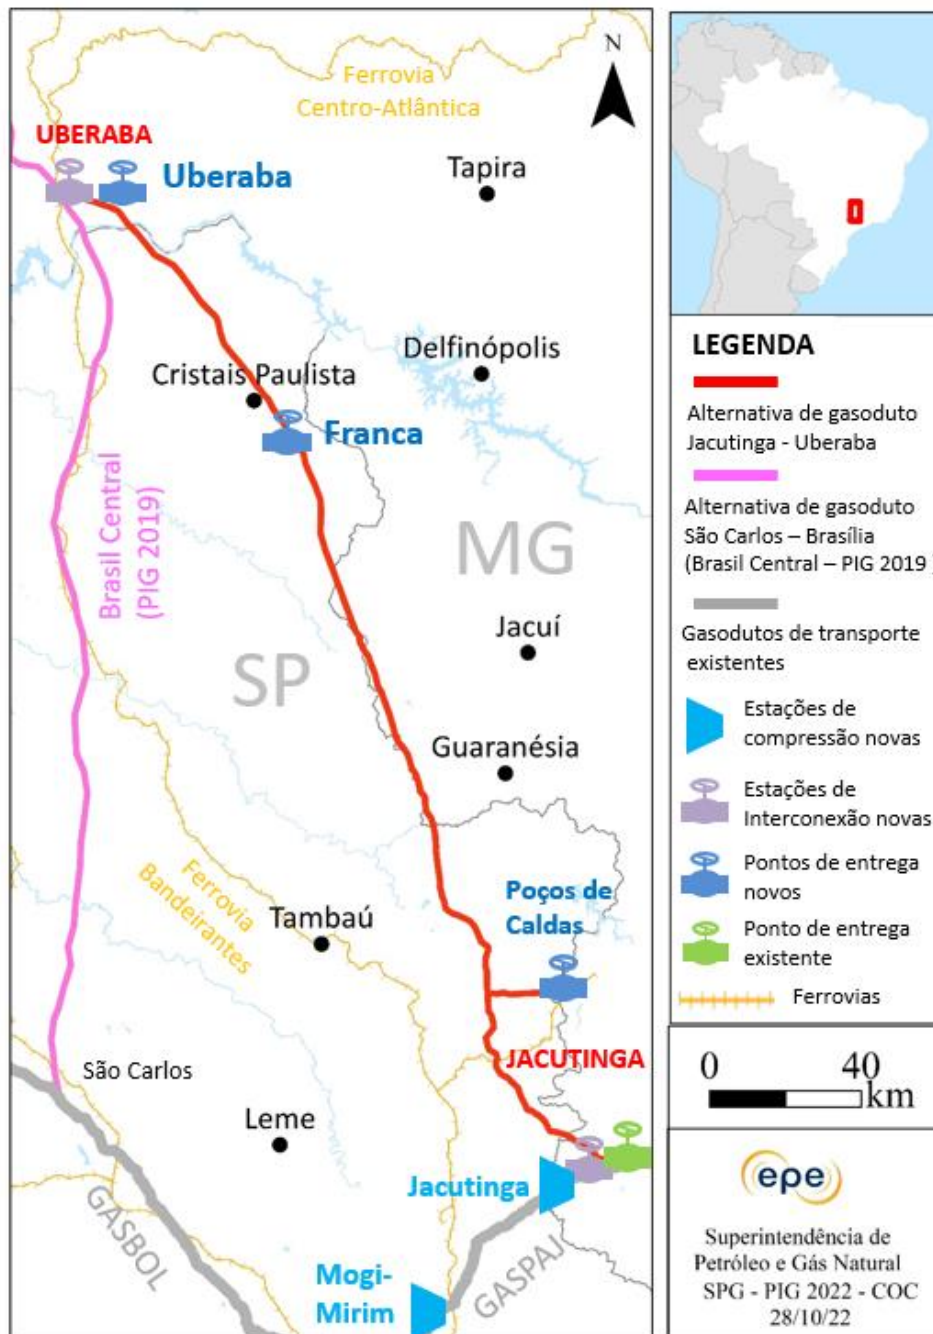 N
Ferrovia
Centro-Atlântica
UBERABA
Uberaba
Tapira
Delfinópolis
Cristais Paulista
Franca
Brasil Central
(PIG 2019)
MG
SP
Jacuí
Guaranésia
Poços de
Caldas
Ferrovia
Bandeirantes
Tambaú
JACUTINGA
São Carlos
Leme
Jacutinga
GASBOL
GASPAJ
Mogi-
Mirim
LEGENDA
Alternativa de gasoduto
Jacutinga - Uberaba
Alternativa de gasoduto
São Carlos – Brasília
(Brasil Central – PIG 2019 )
Gasodutos de transporte
existentes
Estações de
compressão novas
Estações de
Interconexão novas
Pontos de entrega
novos
Ponto de entrega
existente
Ferrovias
0 40
km
epe
Superintendência de
Petróleo e Gás Natural
SPG - PIG 2022 - COC
28/10/22